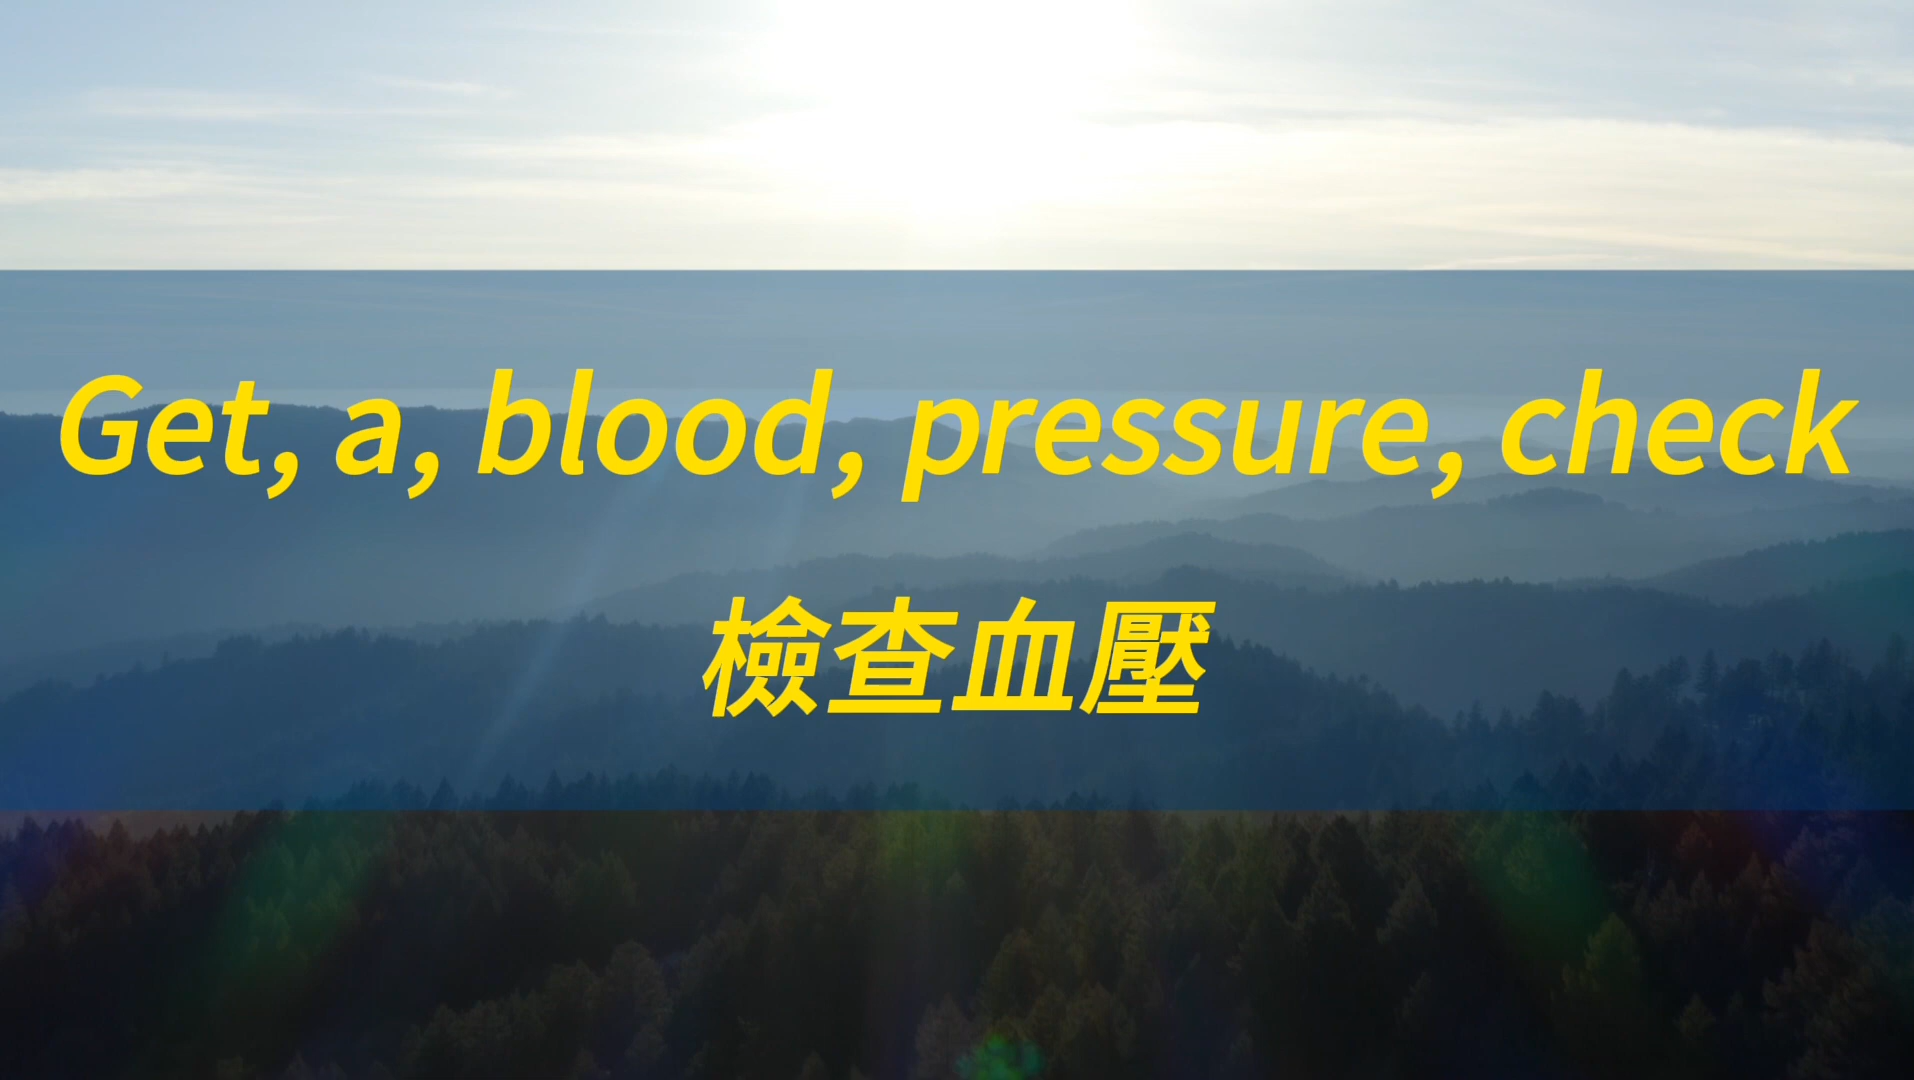 Get, a, blood, pressure, check
檢查血壓